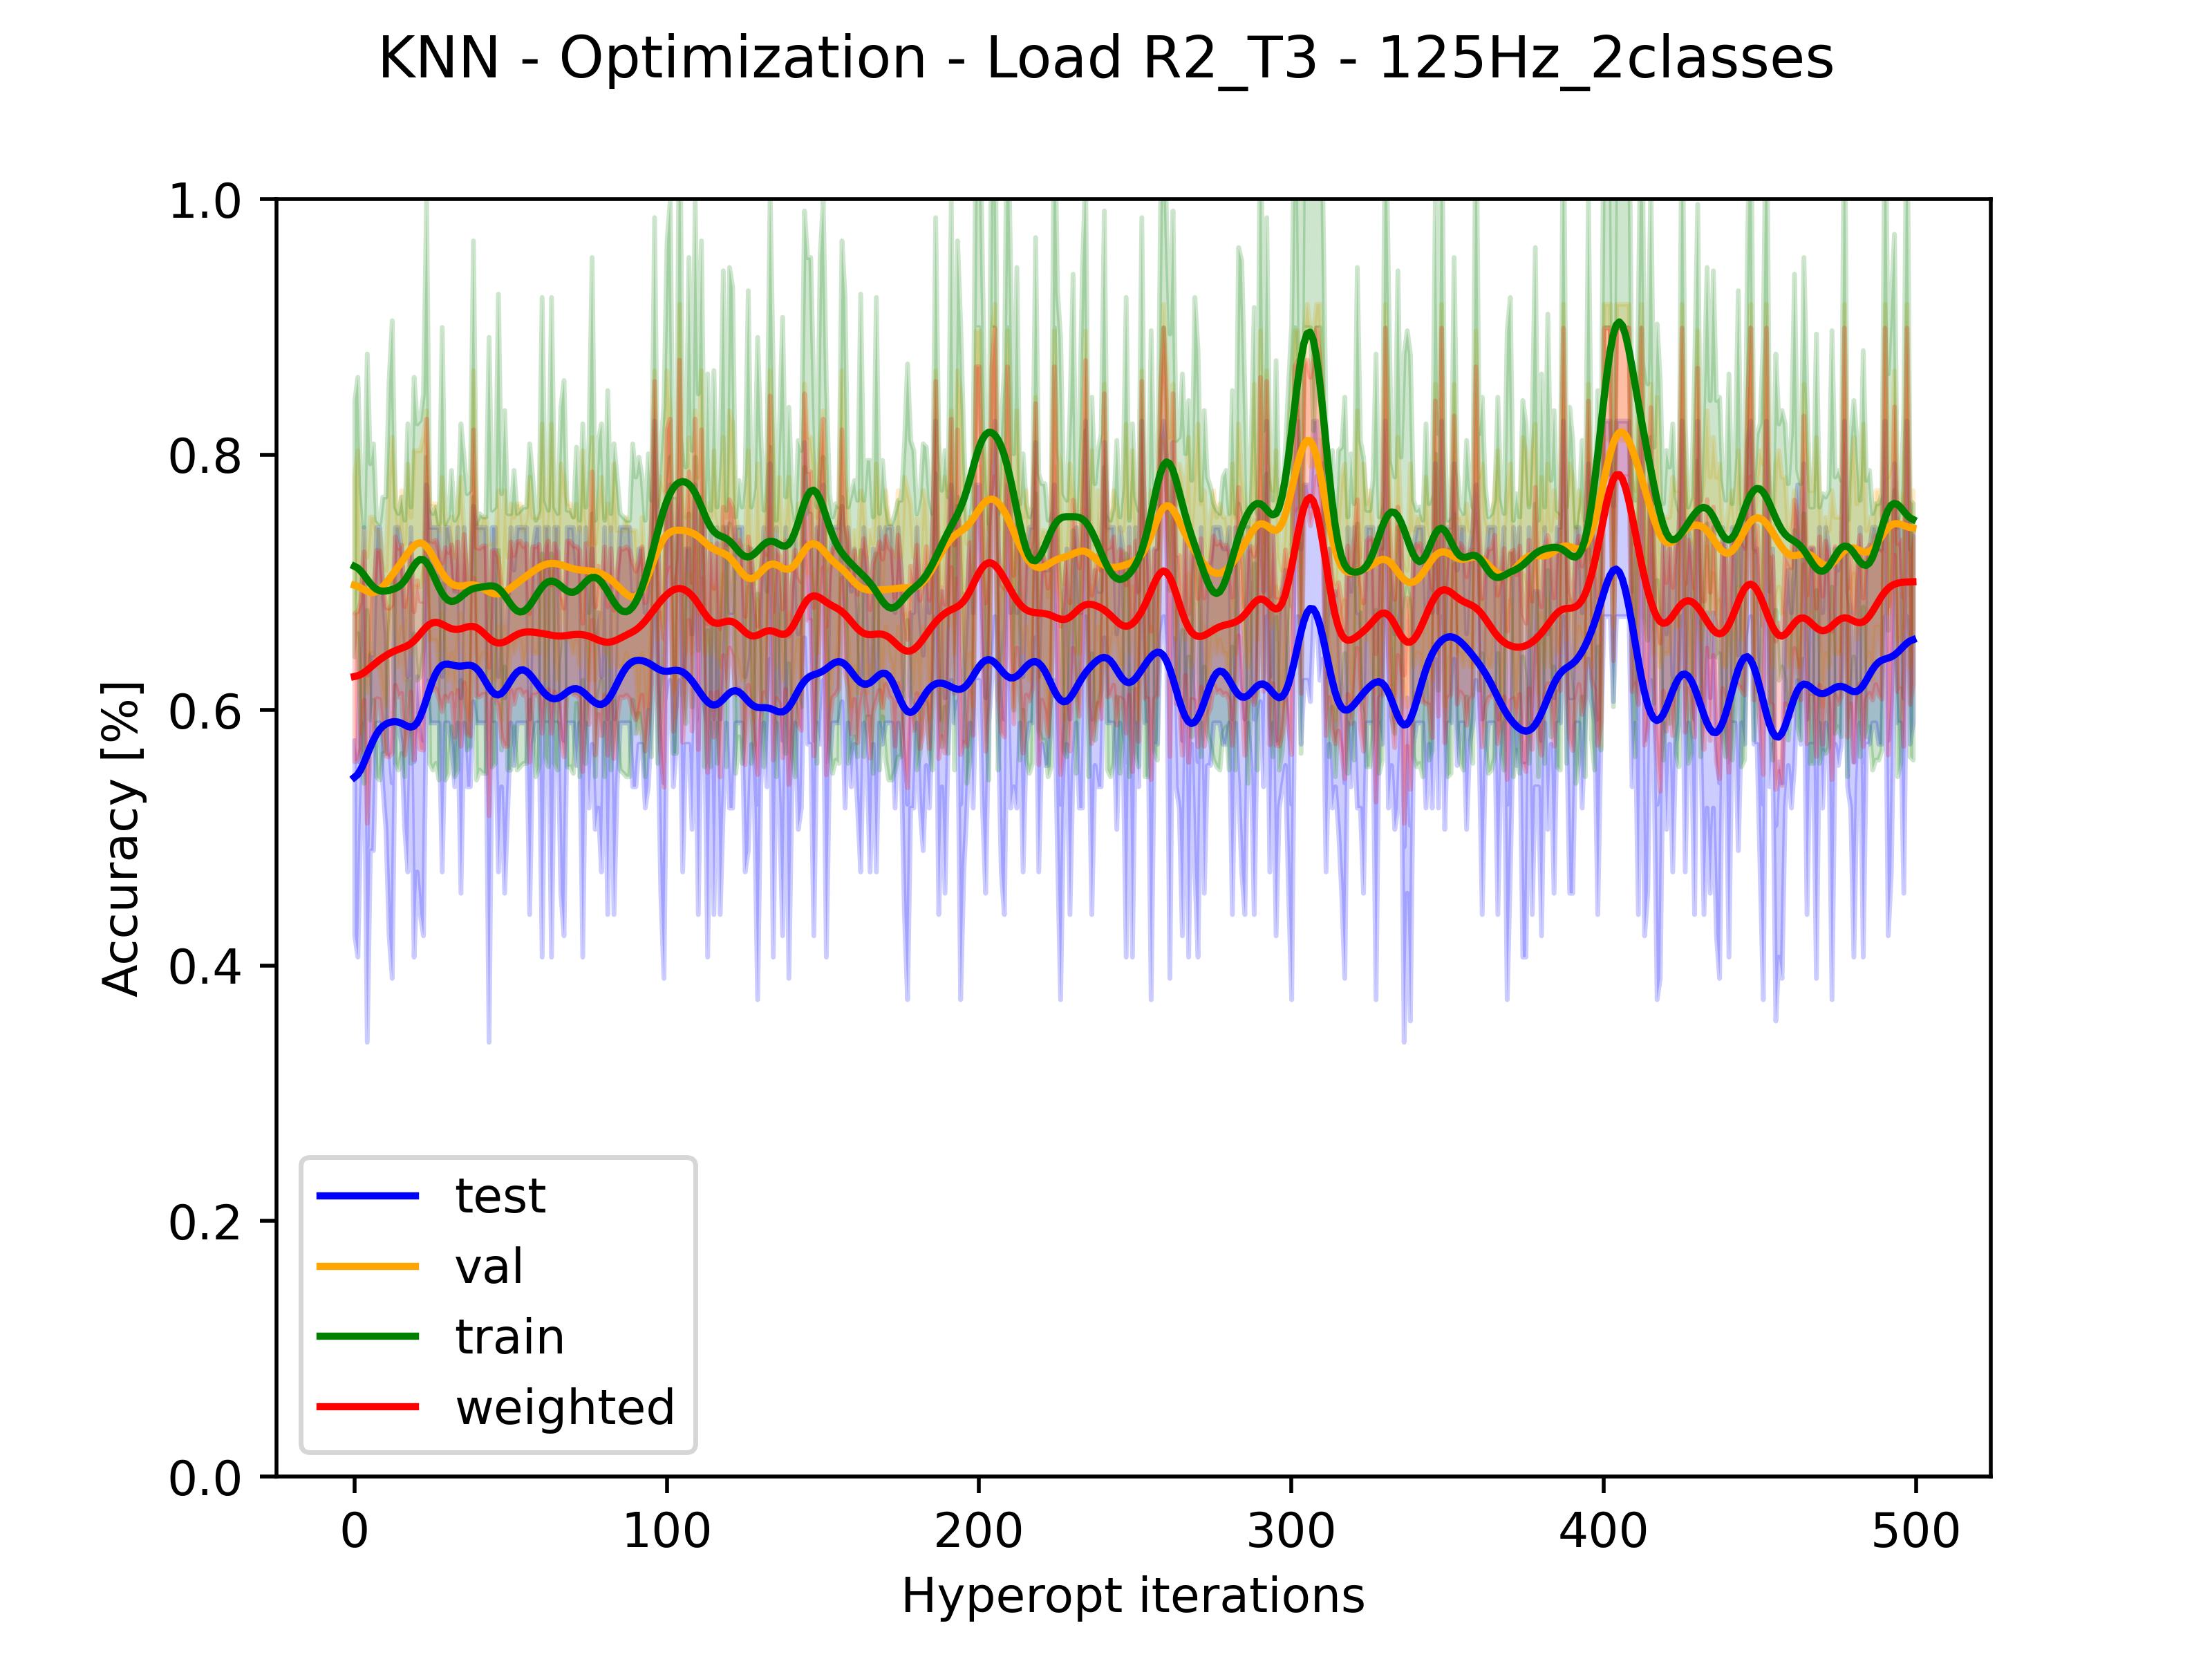 KNN - Optimization - Load R2_T3 - 125Hz_2classes
1.0
0.8
0.6
0.4
0.2
0.0
Accuracy [%]
test
val
train
weighted
0 100 200 300 400 500
Hyperopt iterations